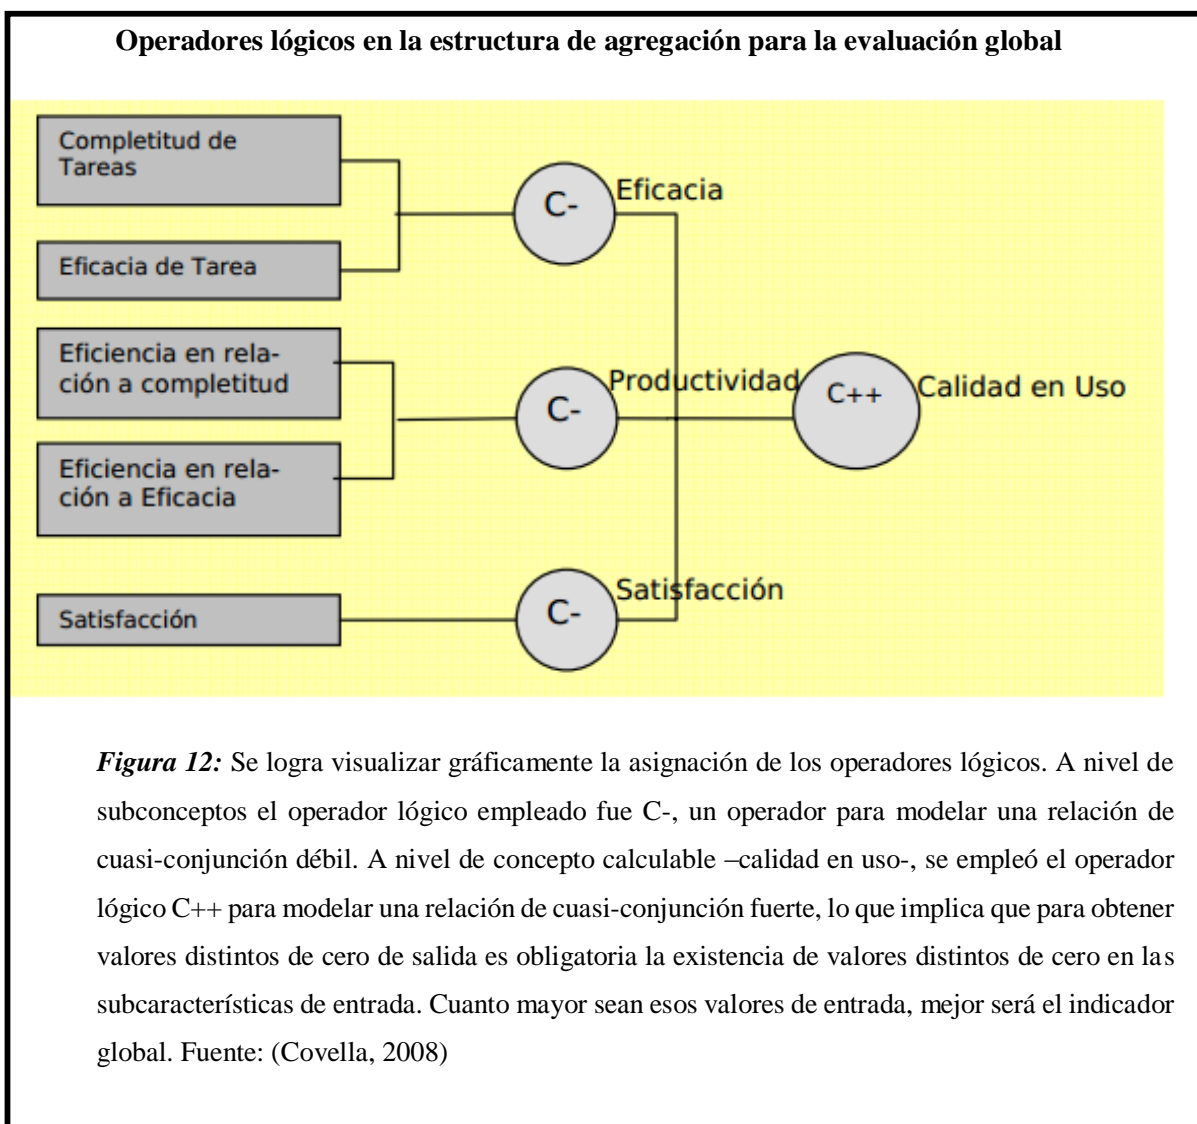 Operadores lógicos en la estructura de agregación para la evaluación global
Completitud de
Tareas
Eficacia de Tarea
Eficiencia en rela-
ción a completitud
Eficiencia en rela-
ción a Eficacia
Satisfacción
C-
Eficacia
C-
Productividad
C-
Satisfacción
C++
Calidad en Uso
Figura 12: Se logra visualizar gráficamente la asignación de los operadores lógicos. A nivel de
subconceptos el operador lógico empleado fue C-, un operador para modelar una relación de
cuasi-conjunción débil. A nivel de concepto calculable –calidad en uso-, se empleó el operador
lógico C++ para modelar una relación de cuasi-conjunción fuerte, lo que implica que para obtener
valores distintos de cero de salida es obligatoria la existencia de valores distintos de cero en las
subcaracterísticas de entrada. Cuanto mayor sean esos valores de entrada, mejor será el indicador
global. Fuente: (Covella, 2008)